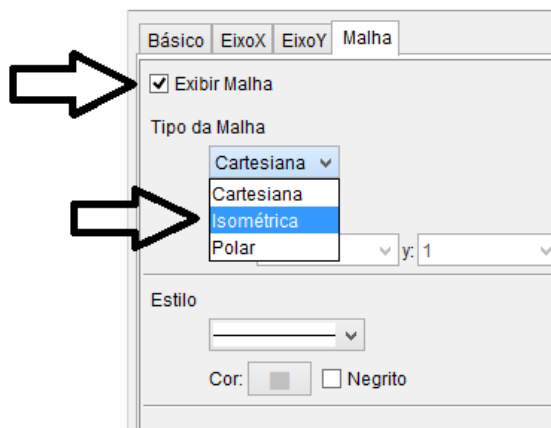 Básico EixoX EixoY Malha
Exibir Malha
Tipo da Malha
Cartesiana
Cartesiana
Isométrica
Polar
y: 1
Estilo
Cor: Negrito